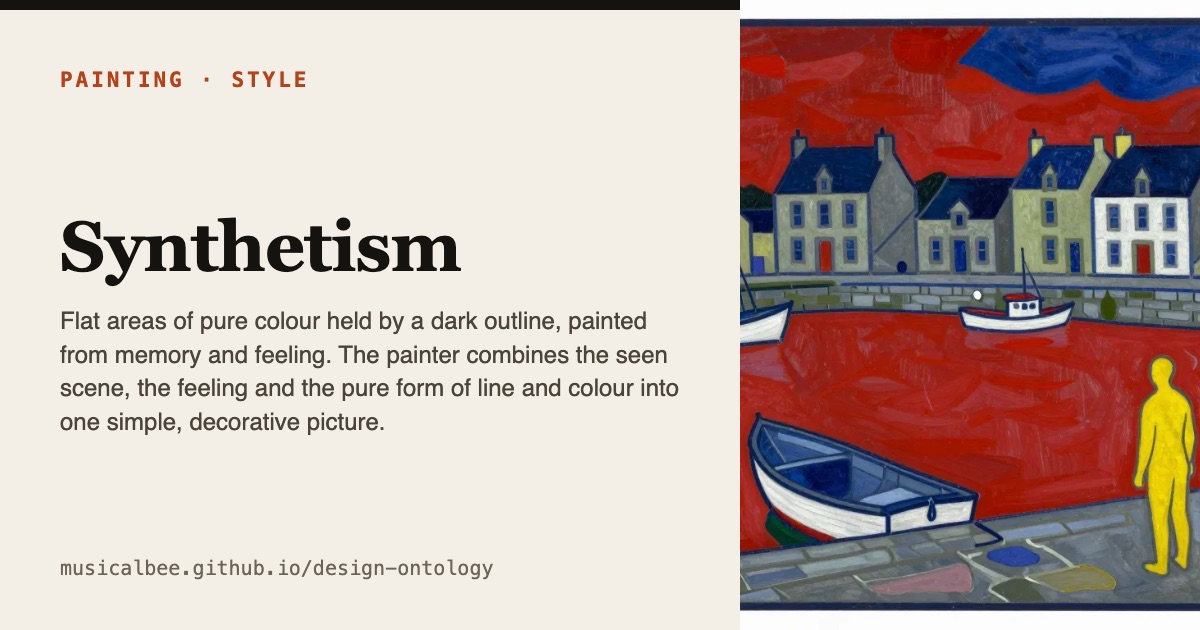 PAINTING · STYLE
Synthetism
Flat areas of pure colour held by a dark outline, painted
from memory and feeling. The painter combines the seen
scene, the feeling and the pure form of line and colour into
one simple, decorative picture.
musicalbee.github.io/design-ontology